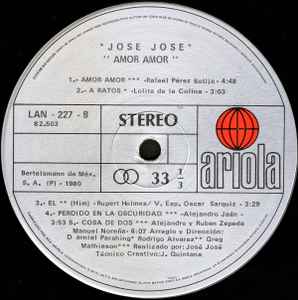 "JOSE JOSE"
"AMOR AMOR"
1.- AMOR AMOR *** -Rafael Pérez Botija- 4:48
2.- A RATOS * -Lolita de la Colina- 3:03
LAN - 227 - B
82,503
STEREO
Bertelsmann de Méx.
S. A. (P) - 1980
33 1/3
ariola
3.- EL ** (Him) -Rupert Holmes/ V. Esp. Oscar Sarquiz- 3:29
4.- PERDIDO EN LA OSCURIDAD *** -Alejandro Jaén-
3:53 5.- COSA DE DOS *** -Alejandro y Ruben Zepeda
Manuel Noreña- 6:07 Arreglo y Dirección:
D aniel Parahing* Rodrigo Alvarez** Greg
Mathieson*** Realizado por: José José
Técnico Creativo: J. Quintana